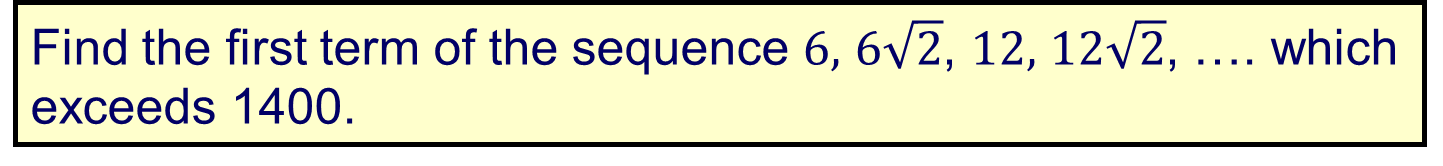 Find the first term of the sequence 6, 6√2, 12, 12√2, .... which
exceeds 1400.